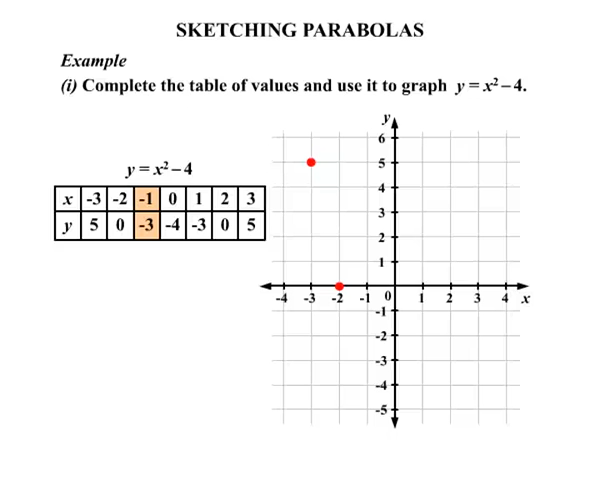 SKETCHING PARABOLAS
Example
(i) Complete the table of values and use it to graph y = x² – 4.
y = x² – 4
x -3 -2 -1 0 1 2 3
y 5 0 -3 -4 -3 0 5
y
6
5
4
3
2
1
-4 -3 -2 -1 0 1 2 3 4 x
-1
-2
-3
-4
-5